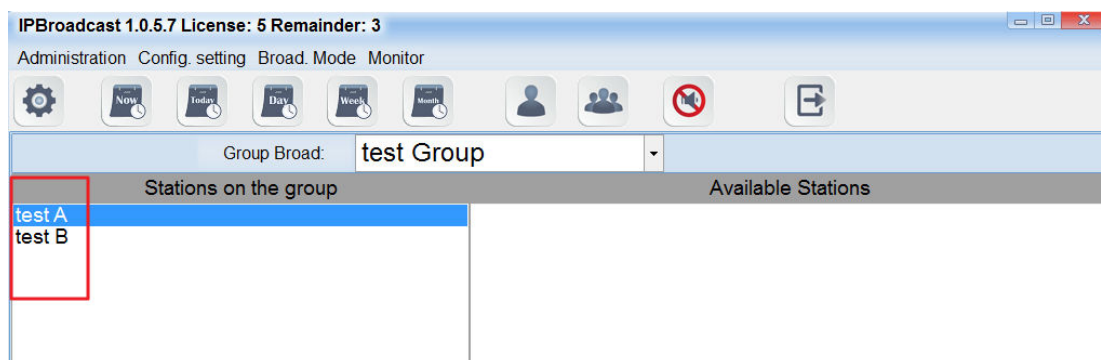 IPBroadcast 1.0.5.7 License: 5 Remainder: 3
Administration Config. setting Broad. Mode Monitor
Now Today Day Week Month
Group Broad: test Group
Stations on the group Available Stations
test A
test B